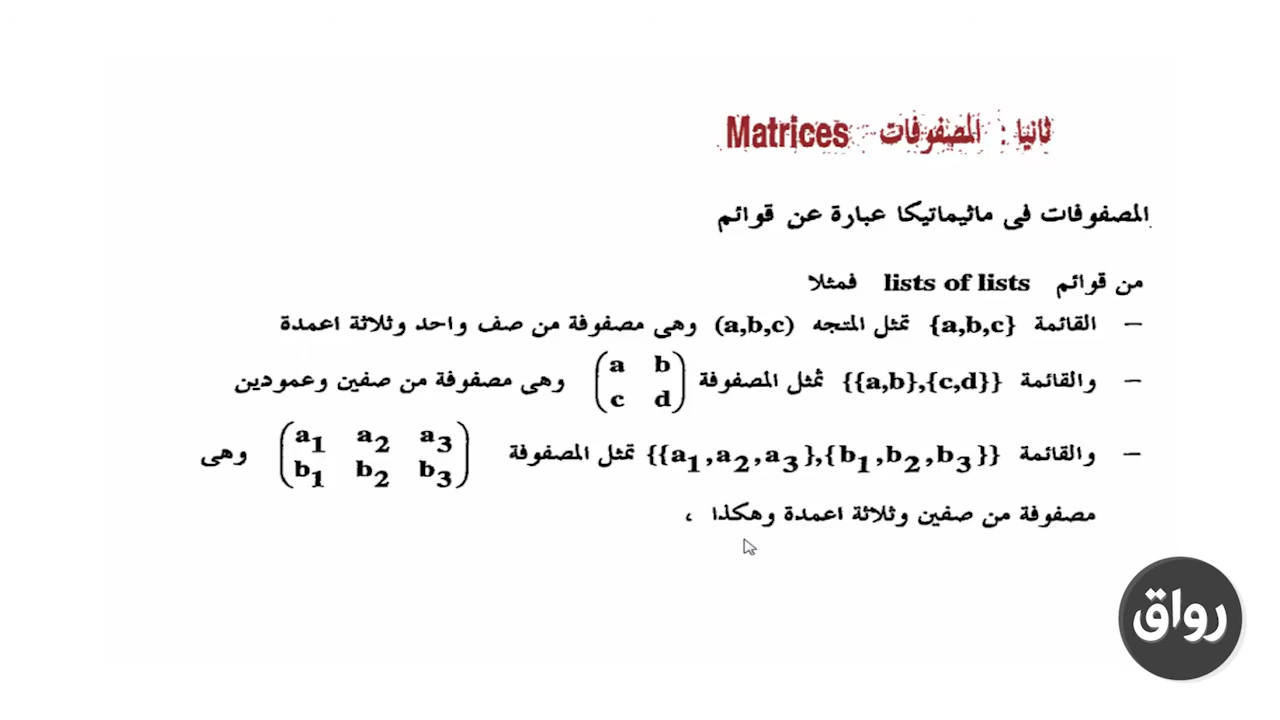 ثانيا : المصفوفات Matrices
المصفوفات فى ماثيماتيكا عبارة عن قوائم
من قوائم lists of lists فمثلا
– القائمة {a,b,c} تمثل المتجه (a,b,c) وهى مصفوفة من صف واحد وثلاثة اعمدة
– والقائمة {{a,b},{c,d}} تُمثل المصفوفة (a b c d) وهى مصفوفة من صفين وعمودين
– والقائمة {{a1,a2,a3},{b1,b2,b3}} تمثل المصفوفة (a1 a2 a3 b1 b2 b3) وهى
مصفوفة من صفين وثلاثة اعمدة وهكذا ،
رواق